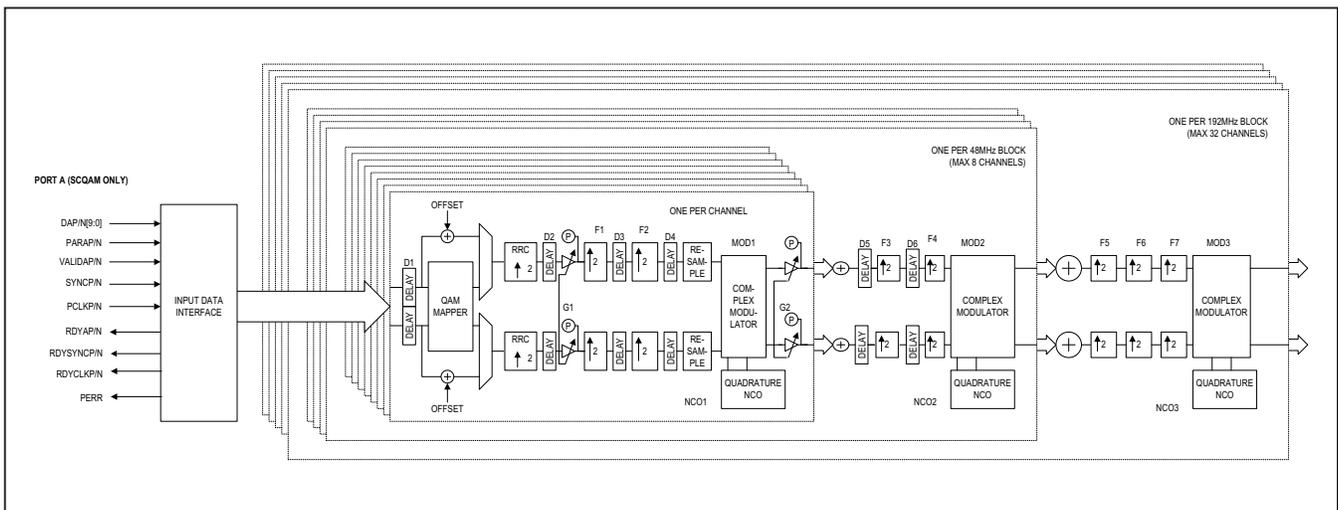 ONE PER 192MHz BLOCK
(MAX 32 CHANNELS)
ONE PER 48MHz BLOCK
(MAX 8 CHANNELS)
PORT A (SCQAM ONLY)
OFFSET
ONE PER CHANNEL
DAP/N[9:0]
PARAP/N
VALIDAP/N
SYNCP/N
PCLKP/N
RDYAP/N
RDYSYNCP/N
RDYCLKP/N
PERR
INPUT DATA
INTERFACE
D1
DELAY
DELAY
QAM
MAPPER
OFFSET
RRC
2
D2
DELAY
P
F1
2
D3
DELAY
F2
2
D4
DELAY
RE-
SAM-
PLE
MOD1
COM-
PLEX
MODU-
LATOR
P
D5
DELAY
F3
2
D6
DELAY
F4
2
MOD2
COMPLEX
MODULATOR
F5
2
F6
2
F7
2
MOD3
COMPLEX
MODULATOR
G1
G2
RRC
2
DELAY
P
2
DELAY
2
DELAY
RE-
SAM-
PLE
P
DELAY
2
DELAY
2
2
2
2
NCO1
QUADRATURE
NCO
NCO2
QUADRATURE
NCO
NCO3
QUADRATURE
NCO